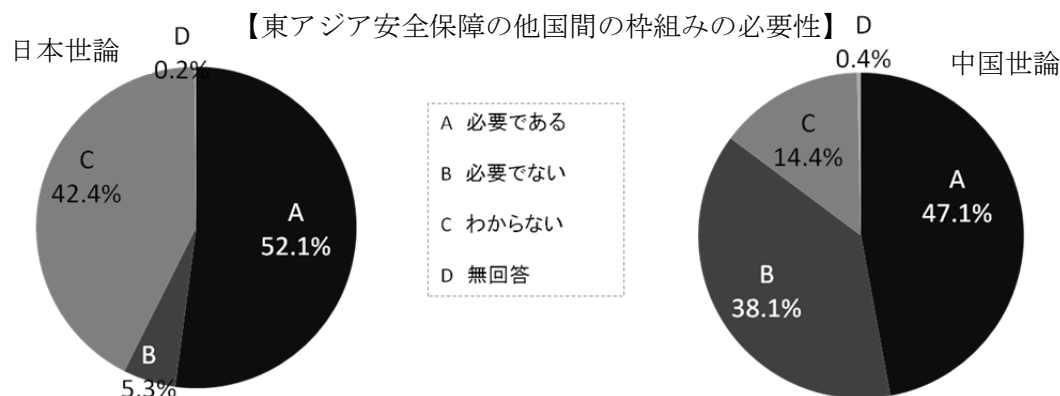 【東アジア安全保障の他国間の枠組みの必要性】
日本世論
D
0.2%
C
42.4%
A
52.1%
B
5.3%
A 必要である
B 必要でない
C わからない
D 無回答
中国世論
D
0.4%
C
14.4%
A
47.1%
B
38.1%